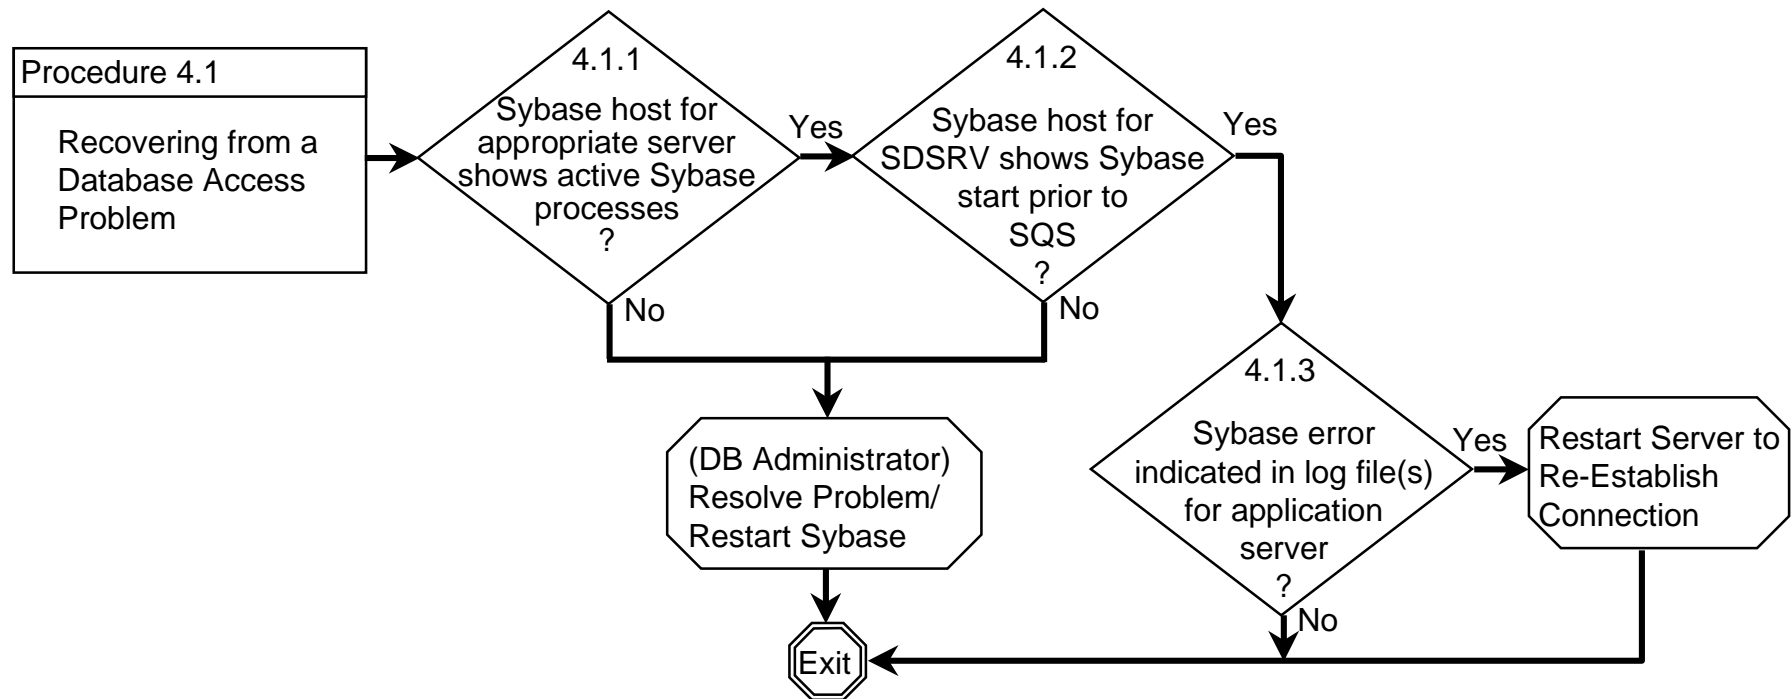 Procedure 4.1
Recovering from a
Database Access
Problem
4.1.1
Sybase host for
appropriate server
shows active Sybase
processes
?
Yes
No
4.1.2
Sybase host for
SDSRV shows Sybase
start prior to
SQS
?
Yes
No
4.1.3
Sybase error
indicated in log file(s)
for application
server
?
Yes
No
Restart Server to
Re-Establish
Connection
(DB Administrator)
Resolve Problem/
Restart Sybase
Exit